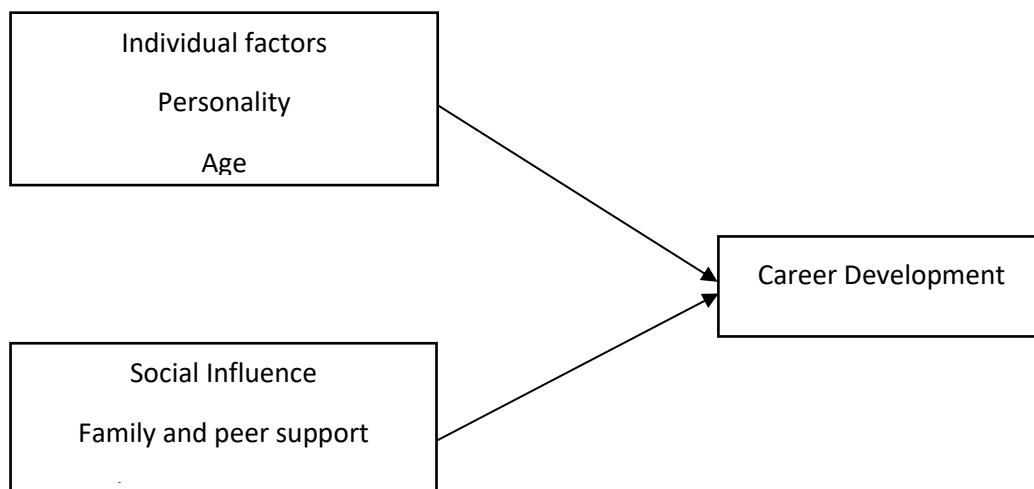 Individual factors
Personality
Age
Career Development
Social Influence
Family and peer support